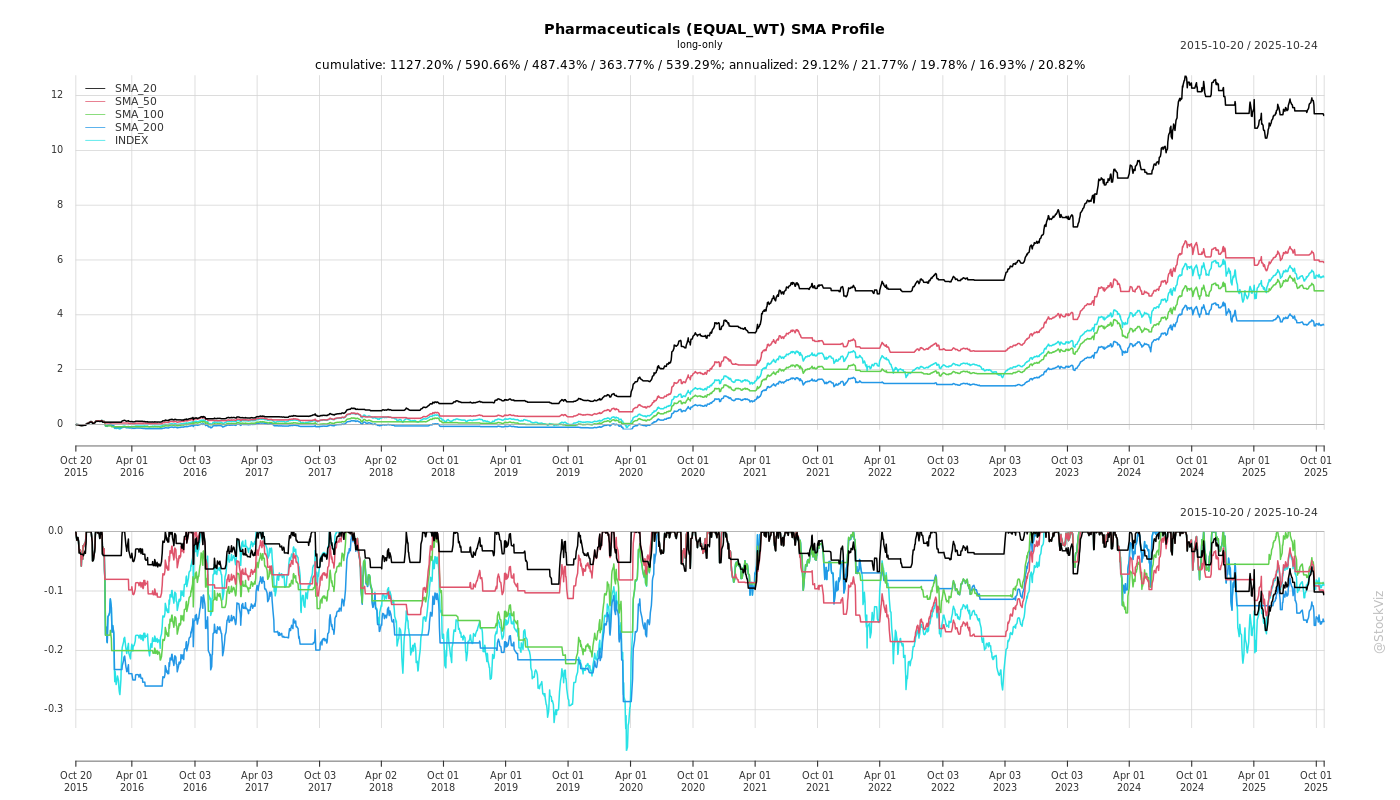 Pharmaceuticals (EQUAL_WT) SMA Profile
long-only
2015-10-20 / 2025-10-24
cumulative: 1127.20% / 590.66% / 487.43% / 363.77% / 539.29%; annualized: 29.12% / 21.77% / 19.78% / 16.93% / 20.82%
SMA_20
SMA_50
SMA_100
SMA_200
INDEX
12
10
8
6
4
2
0
Oct 20 Apr 01 Oct 03 Apr 03 Oct 03 Apr 02 Oct 01 Apr 01 Oct 01 Apr 01 Oct 01 Apr 01 Oct 01 Apr 01 Oct 03 Apr 03 Oct 03 Apr 01 Oct 01 Apr 01 Oct 01
2015 2016 2016 2017 2017 2018 2018 2019 2019 2020 2020 2021 2021 2022 2022 2023 2023 2024 2024 2025 2025
2015-10-20 / 2025-10-24
0.0
-0.1
-0.2
-0.3
Oct 20 Apr 01 Oct 03 Apr 03 Oct 03 Apr 02 Oct 01 Apr 01 Oct 01 Apr 01 Oct 01 Apr 01 Oct 01 Apr 01 Oct 03 Apr 03 Oct 03 Apr 01 Oct 01 Apr 01 Oct 01
2015 2016 2016 2017 2017 2018 2018 2019 2019 2020 2020 2021 2021 2022 2022 2023 2023 2024 2024 2025 2025
@StockViz